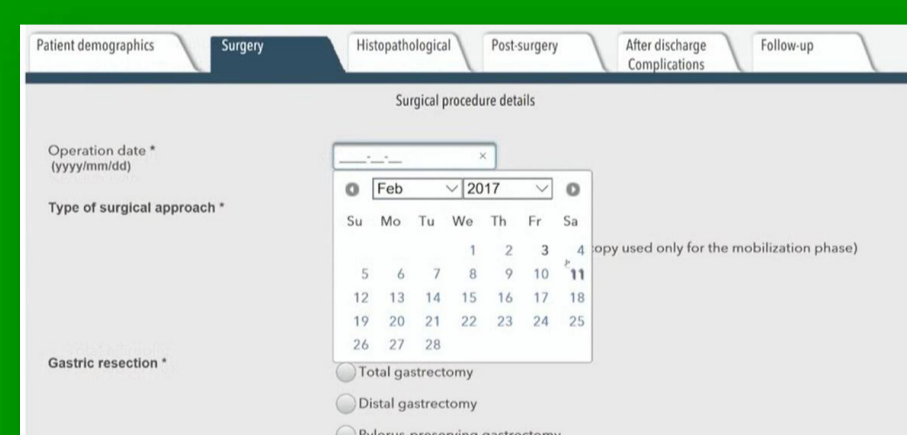 Patient demographics
Surgery
Histopathological
Post-surgery
After discharge
Complications
Follow-up
Surgical procedure details
Operation date *
(yyyy/mm/dd)
____-__-__ ×
Feb 2017
Su Mo Tu We Th Fr Sa
1 2 3 4
5 6 7 8 9 10 11
12 13 14 15 16 17 18
19 20 21 22 23 24 25
26 27 28
Type of surgical approach *
opy used only for the mobilization phase)
Gastric resection *
Total gastrectomy
Distal gastrectomy